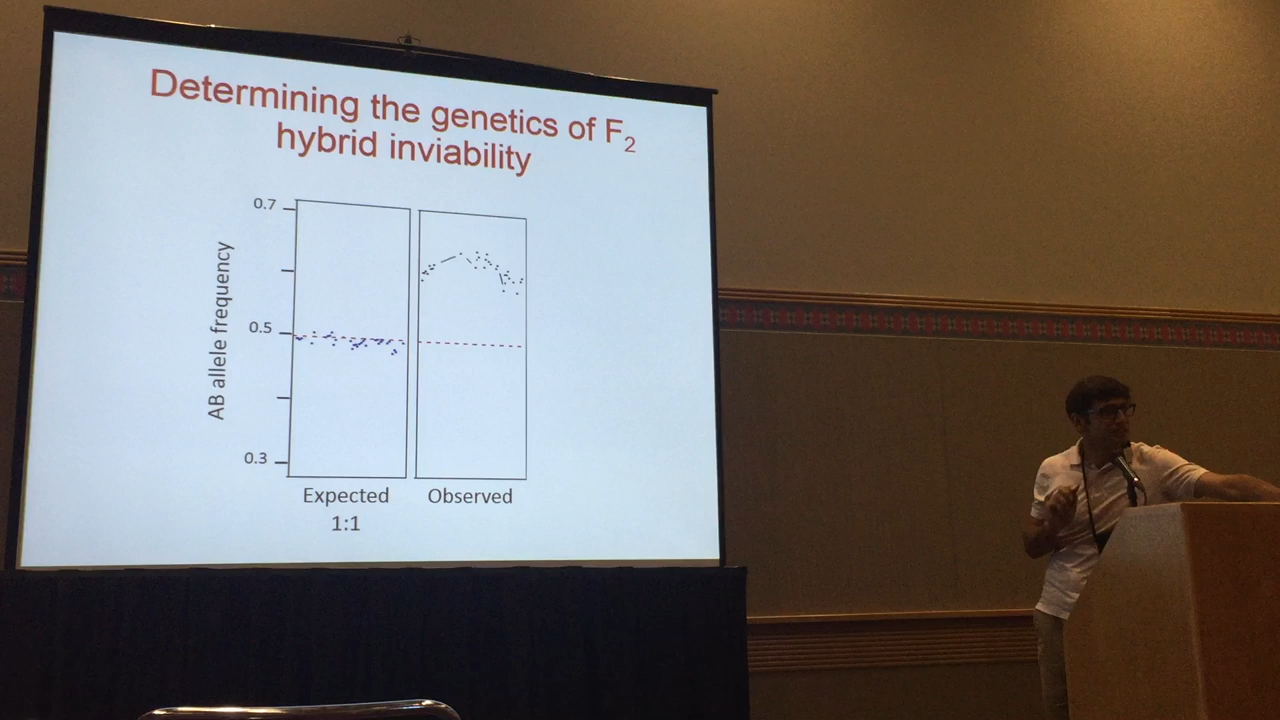 Determining the genetics of F₂
hybrid inviability
0.7
0.5
0.3
AB allele frequency
Expected
1:1
Observed